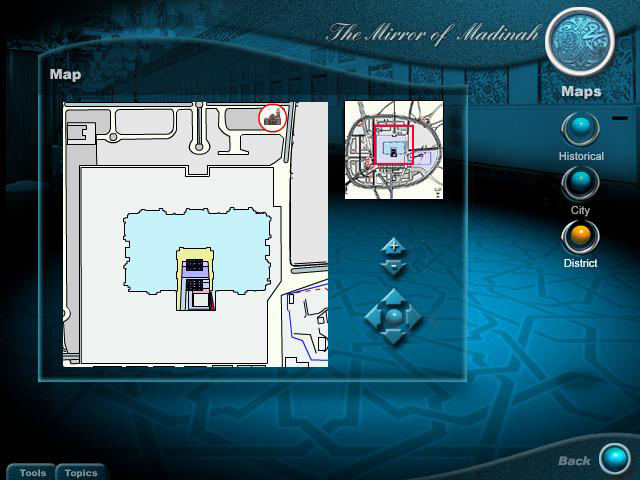 The Mirror of Madinah
Map
Maps
Historical
City
District
Back
Tools
Topics